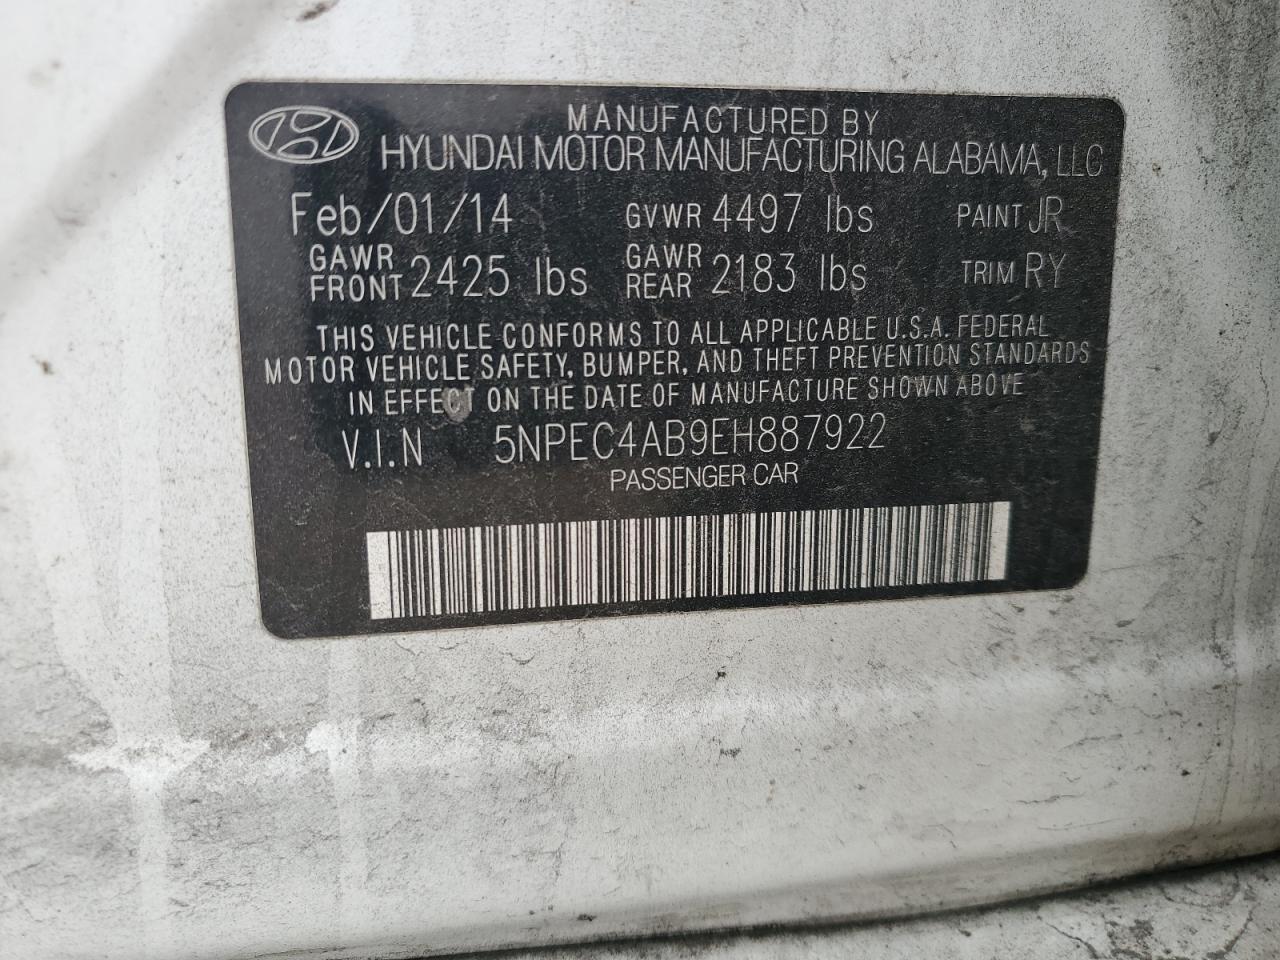 MANUFACTURED BY
HYUNDAI MOTOR MANUFACTURING ALABAMA, LLC
Feb/01/14 GVWR 4497 lbs PAINT JR
GAWR FRONT 2425 lbs GAWR REAR 2183 lbs TRIM RY
THIS VEHICLE CONFORMS TO ALL APPLICABLE U.S.A. FEDERAL
MOTOR VEHICLE SAFETY, BUMPER, AND THEFT PREVENTION STANDARDS
IN EFFECT ON THE DATE OF MANUFACTURE SHOWN ABOVE
V.I.N 5NPEC4AB9EH887922
PASSENGER CAR